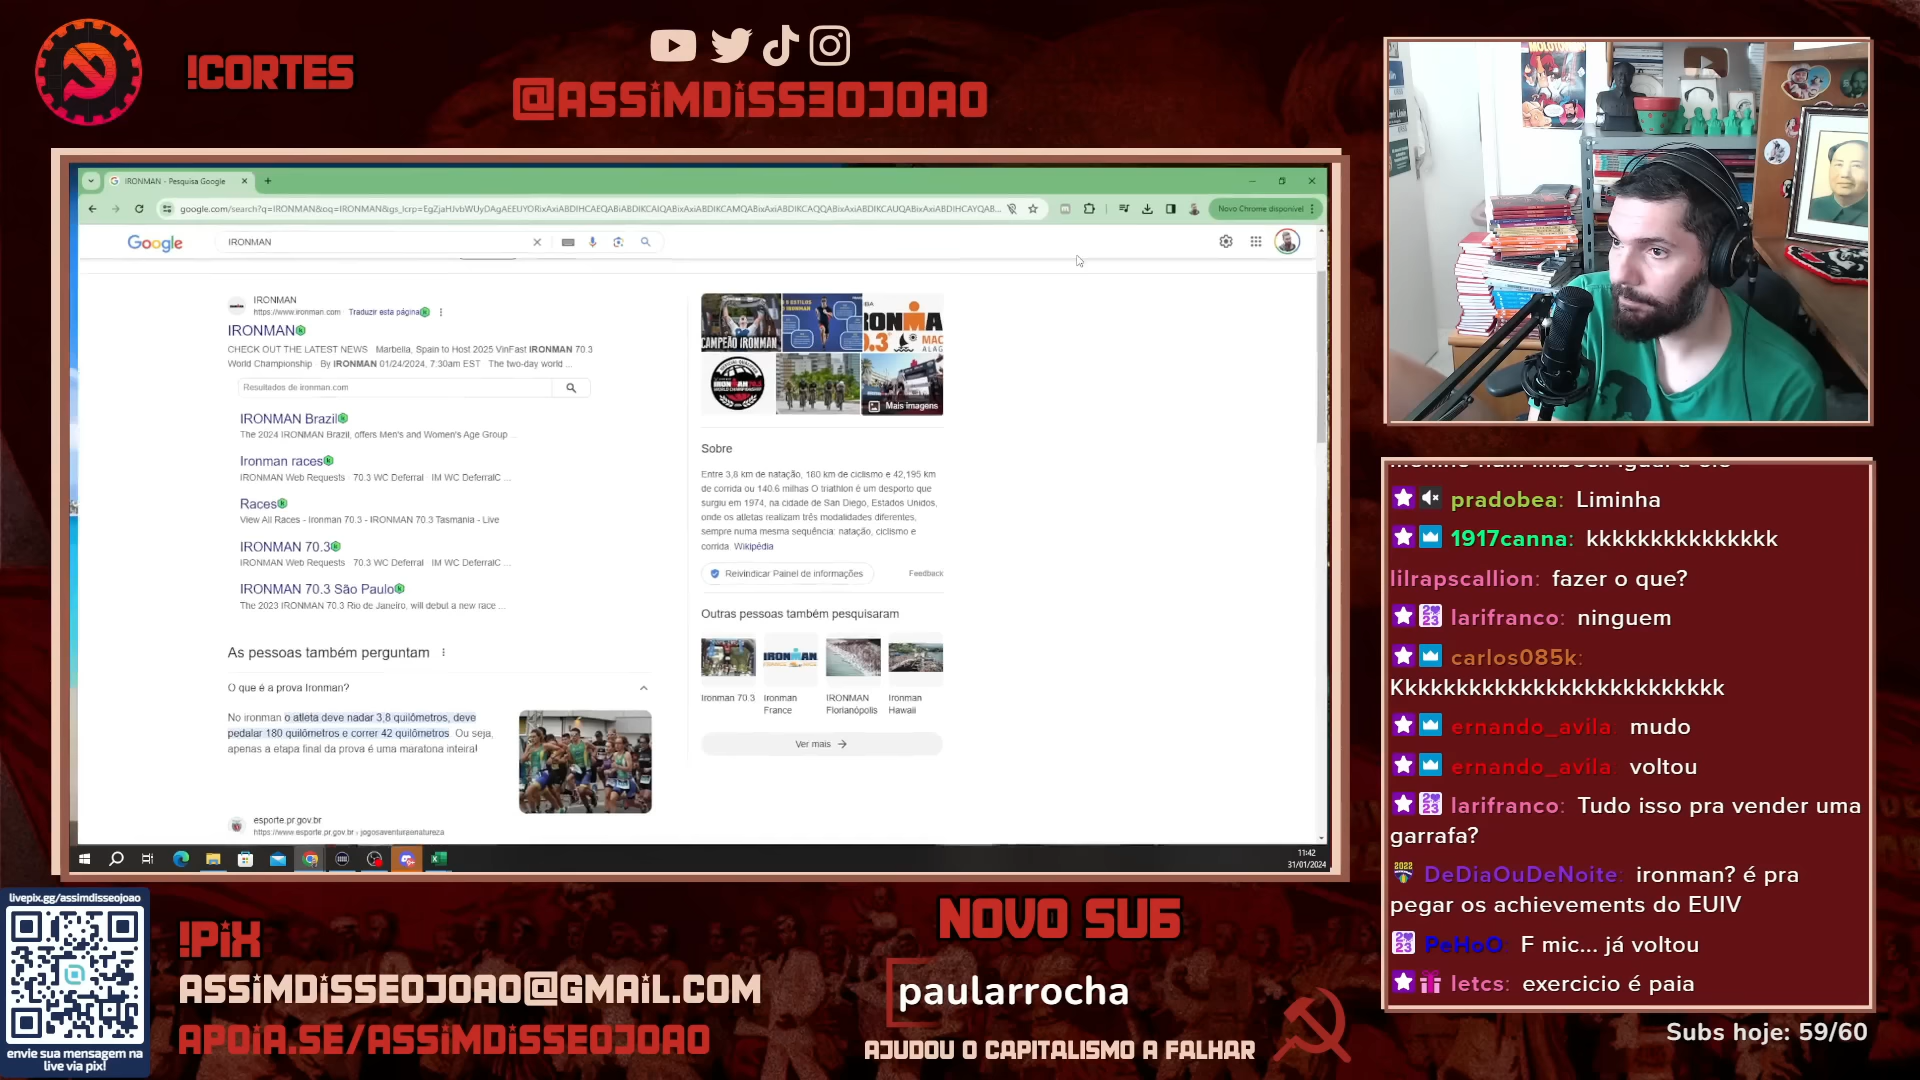 !CORTES
@ASSIMDISSEOJOAO
IRONMAN - Pesquisa Google
Novo Chrome disponível
Google
IRONMAN
IRONMAN
https://www.ironman.com
Traduzir esta página
IRONMAN
CHECK OUT THE LATEST NEWS Marbella, Spain to Host 2025 VinFast IRONMAN 70.3
World Championship By IRONMAN 01/24/2024, 7.30am EST The two-day world ...
Resultados de ironman.com
IRONMAN Brazil
The 2024 IRONMAN Brazil, offers Men's and Women's Age Group ...
Ironman races
IRONMAN Web Requests 70.3 WC Deferral IM WC DeferralC ...
Races
View All Races - Ironman 70.3 - IRONMAN 70.3 Tasmania - Live
IRONMAN 70.3
IRONMAN Web Requests 70.3 WC Deferral IM WC DeferralC ...
IRONMAN 70.3 São Paulo
The 2023 IRONMAN 70.3 Rio de Janeiro, will debut a new race ...
As pessoas também perguntam
O que é a prova Ironman?
No ironman o atleta deve nadar 3,8 quilômetros, deve
pedalar 180 quilômetros e correr 42 quilômetros Ou seja,
apenas a etapa final da prova é uma maratona inteira!
esporte.pr.gov.br
https://www.esporte.pr.gov.br › jogosaventuraenatureza
CAMPEÃO IRONMAN
Mais imagens
Sobre
Entre 3,8 km de natação, 180 km de ciclismo e 42,195 km
de corrida ou 140.6 milhas O triathlon é um desporto que
surgiu em 1974, na cidade de San Diego, Estados Unidos,
onde os atletas realizam três modalidades diferentes,
sempre numa mesma sequência: natação, ciclismo e
corrida Wikipédia
Reivindicar Painel de informações
Feedback
Outras pessoas também pesquisaram
IRONMAN
Ironman 70.3
Ironman
France
IRONMAN
Florianópolis
Ironman
Hawaii
Ver mais
11:42
31/01/2024
pradobea: Liminha
1917canna: kkkkkkkkkkkkkkk
lilrapscallion: fazer o que?
larifranco: ninguem
carlos085k:
Kkkkkkkkkkkkkkkkkkkkkkkkkk
ernando_avila: mudo
ernando_avila: voltou
larifranco: Tudo isso pra vender uma
garrafa?
DeDiaOuDeNoite: ironman? é pra
pegar os achievements do EUIV
PeHoO: F mic... já voltou
letcs: exercicio é paia
Subs hoje: 59/60
livepix.gg/assimdisseojoao
envie sua mensagem na
live via pix!
!PIX
ASSIMDISSEOJOAO@GMAIL.COM
APOIA.SE/ASSIMDISSEOJOAO
NOVO SUB
paularrocha
AJUDOU O CAPITALISMO A FALHAR